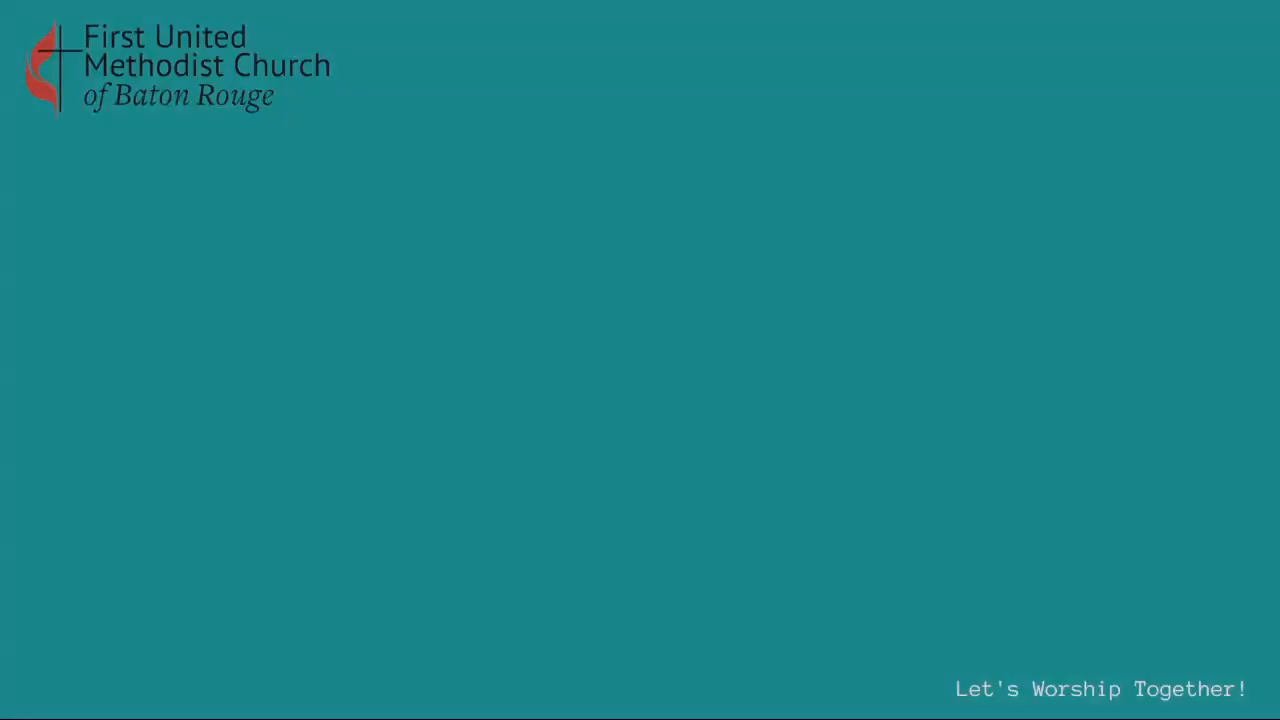 First United
Methodist Church
of Baton Rouge
Let's Worship Together!